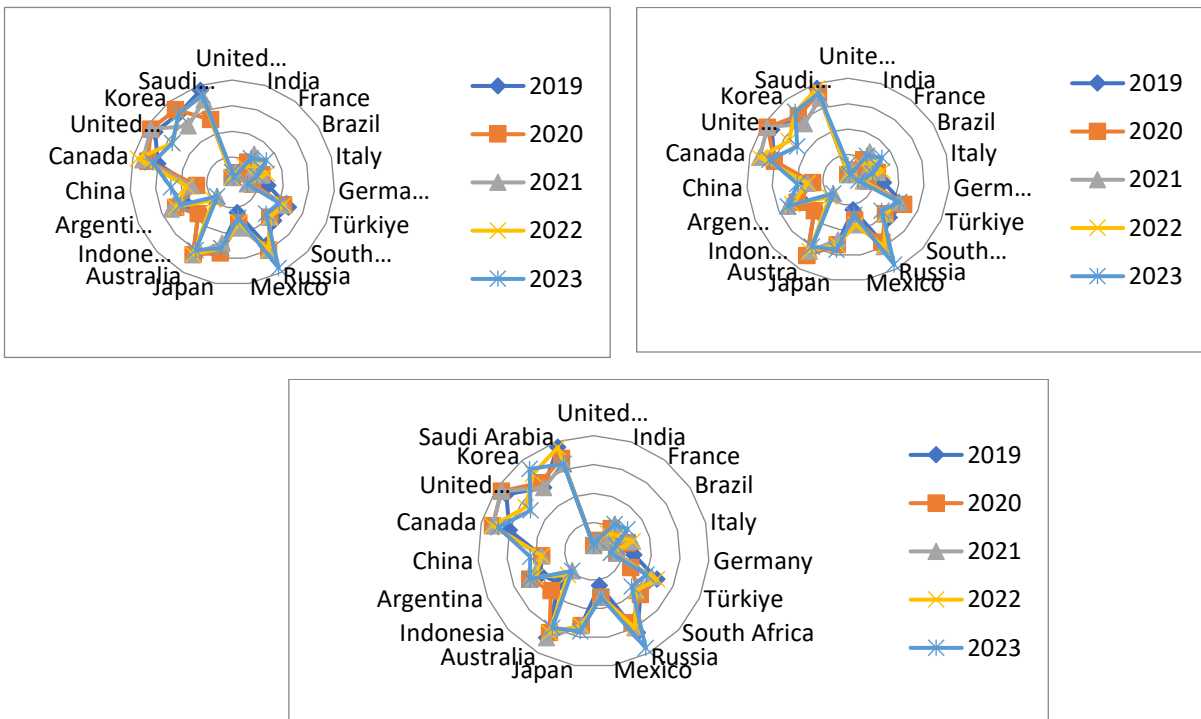 United...
India
France
Brazil
Italy
Germa...
Türkiye
South...
Russia
Mexico
Japan
Australia
Indone...
Argenti...
China
Canada
United...
Korea
Saudi...
2019
2020
2021
2022
2023
Unite...
India
France
Brazil
Italy
Germ...
Türkiye
South...
Russia
Mexico
Japan
Austra...
Indon...
Argen...
China
Canada
Unite...
Korea
Saudi...
2019
2020
2021
2022
2023
United...
India
France
Brazil
Italy
Germany
Türkiye
South Africa
Russia
Mexico
Japan
Australia
Indonesia
Argentina
China
Canada
United...
Korea
Saudi Arabia
2019
2020
2021
2022
2023